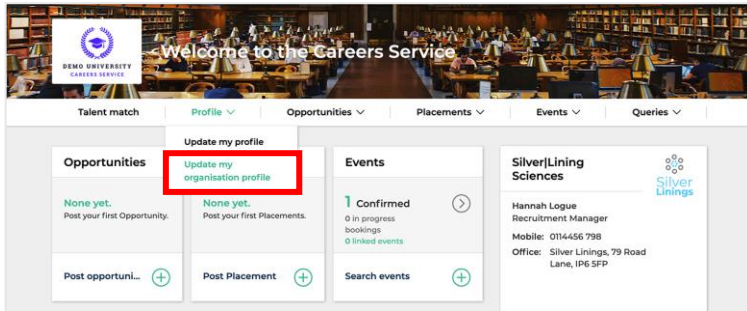 Welcome to the Careers Service
DEMO UNIVERSITY
CAREERS SERVICE
Talent match
Profile
Opportunities
Placements
Events
Queries
Update my profile
Update my
organisation profile
Opportunities
None yet.
Post your first Opportunity.
Post opportuni...
None yet.
Post your first Placements.
Post Placement
Events
1 Confirmed
0 in progress
bookings
0 linked events
Search events
Silver|Lining
Sciences
Silver
Linings
Hannah Logue
Recruitment Manager
Mobile: 0114456 798
Office: Silver Linings, 79 Road
Lane, IP6 5FP